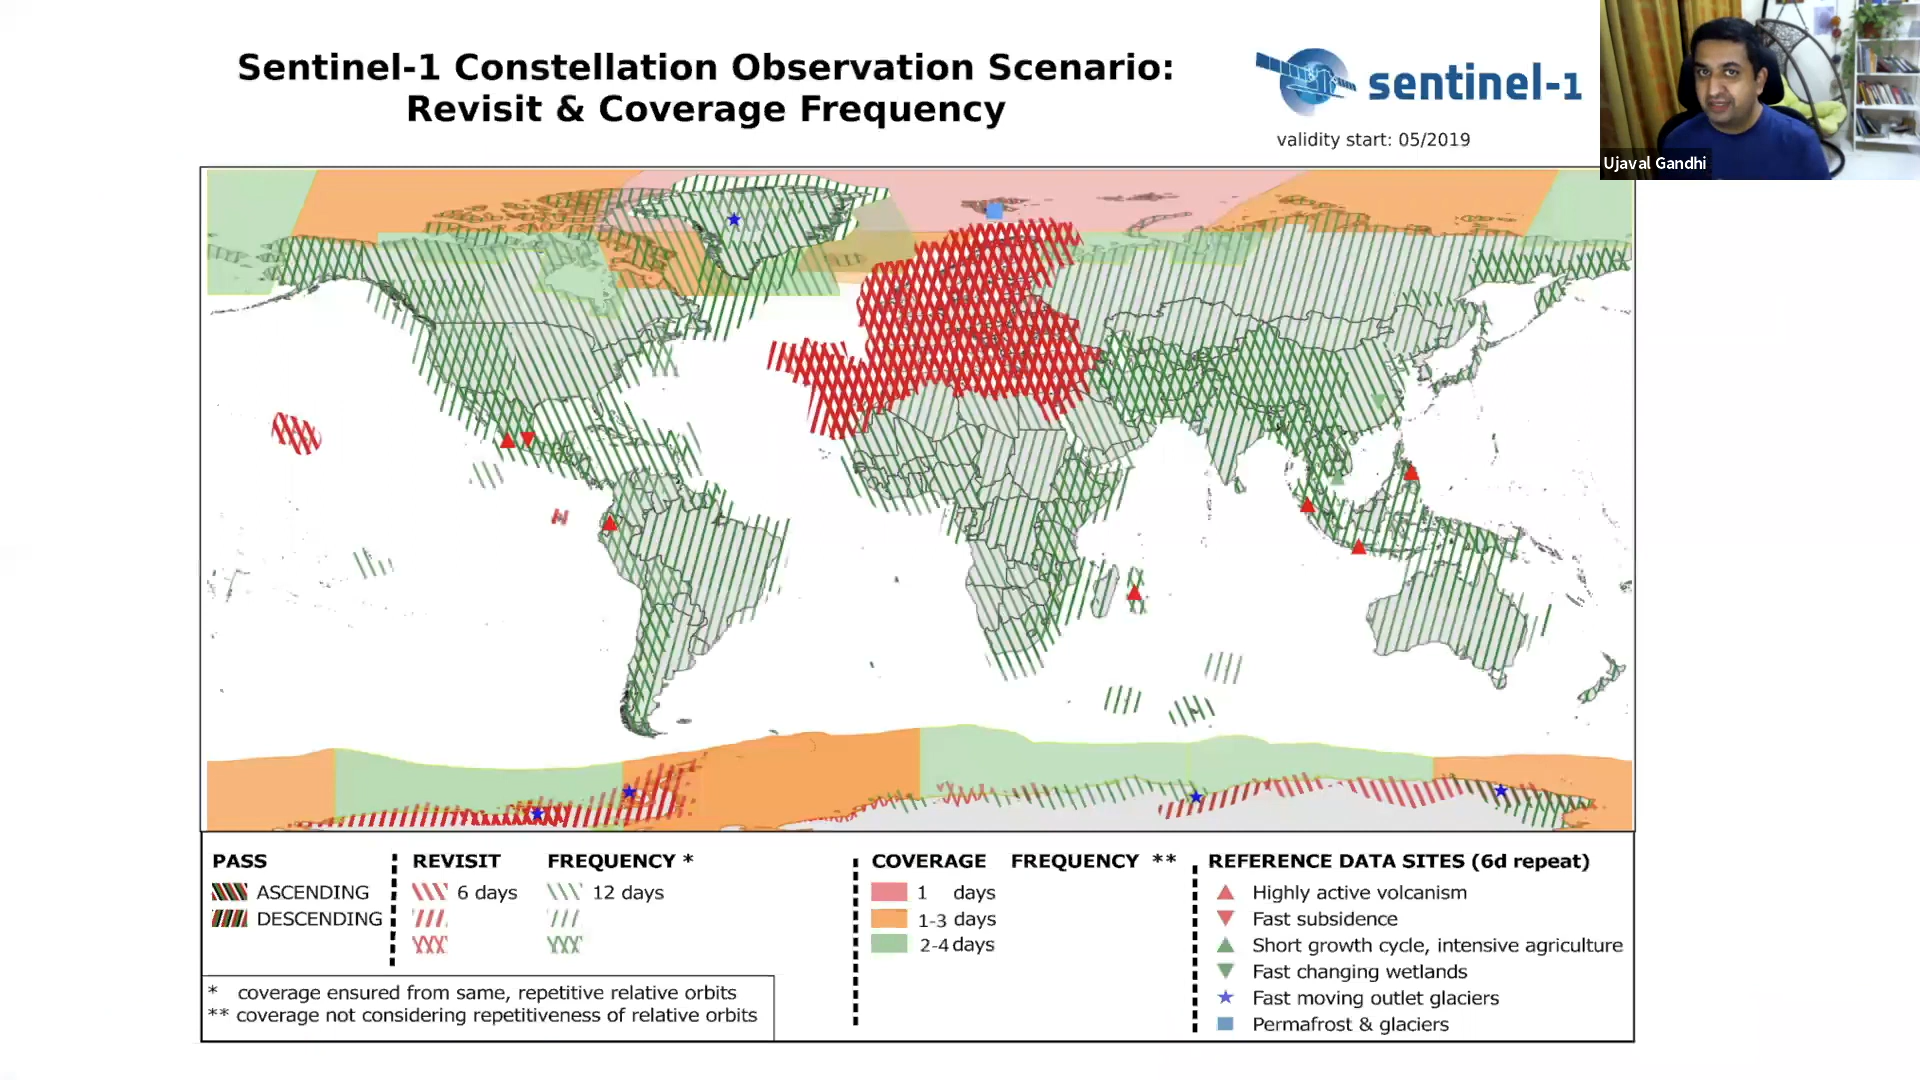 Sentinel-1 Constellation Observation Scenario:
Revisit & Coverage Frequency
sentinel-1
validity start: 05/2019
Ujaval Gandhi
PASS
ASCENDING
DESCENDING
REVISIT FREQUENCY *
6 days 12 days
* coverage ensured from same, repetitive relative orbits
** coverage not considering repetitiveness of relative orbits
COVERAGE FREQUENCY **
1 days
1-3 days
2-4 days
REFERENCE DATA SITES (6d repeat)
Highly active volcanism
Fast subsidence
Short growth cycle, intensive agriculture
Fast changing wetlands
Fast moving outlet glaciers
Permafrost & glaciers